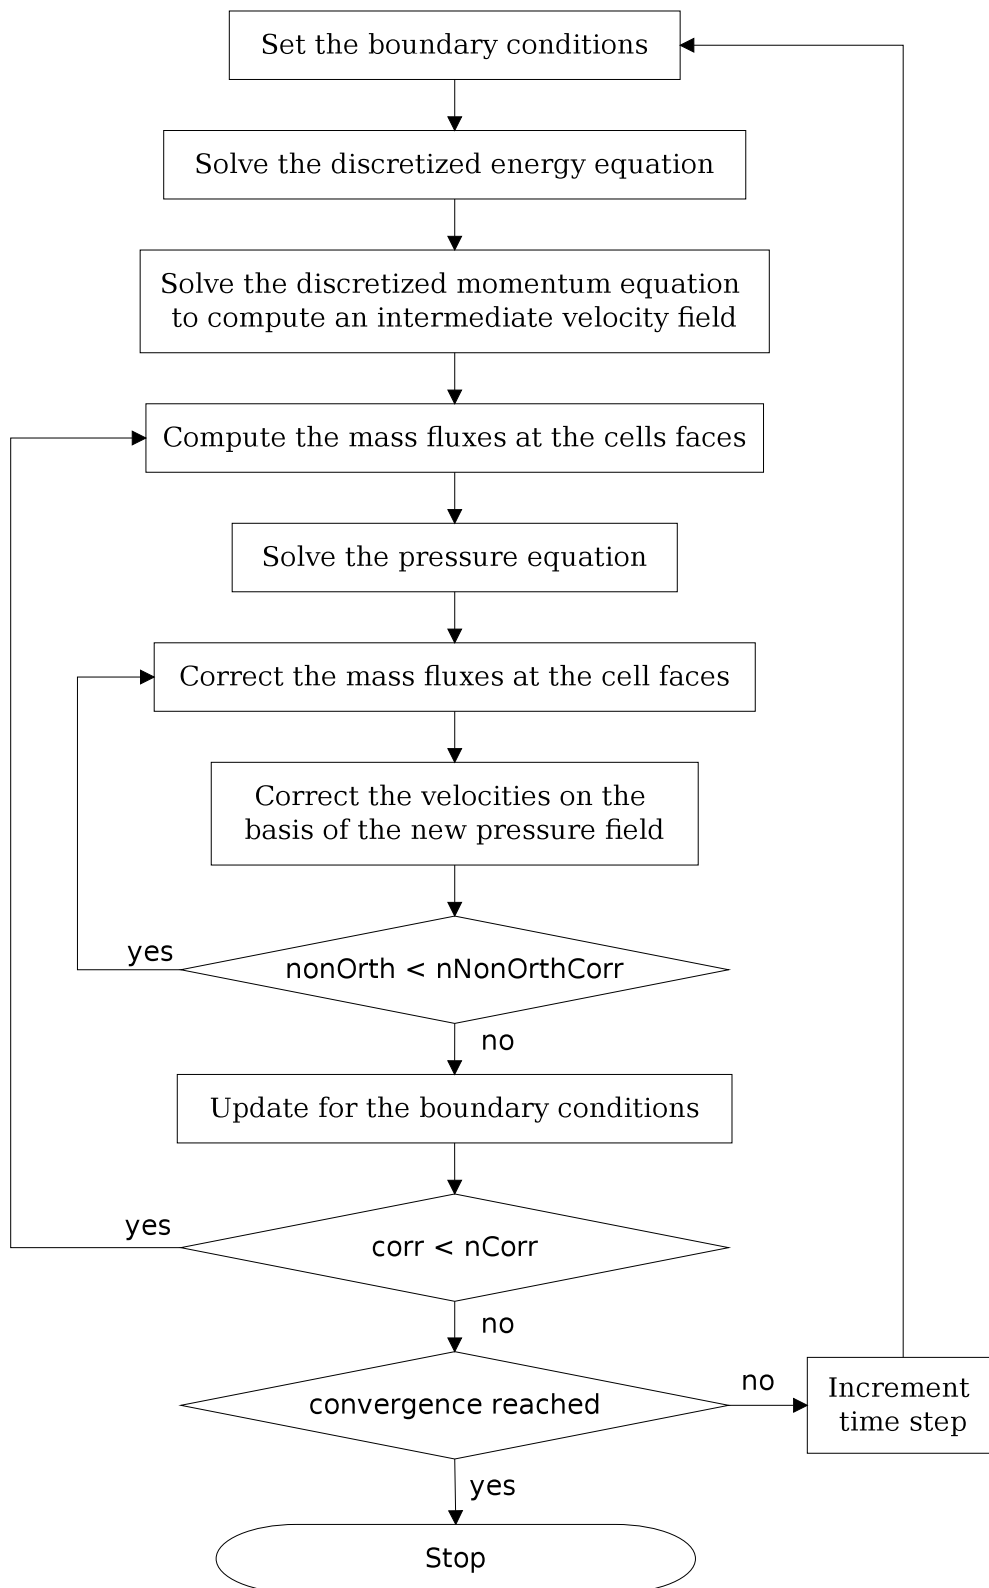 Set the boundary conditions
Solve the discretized energy equation
Solve the discretized momentum equation
to compute an intermediate velocity field
Compute the mass fluxes at the cells faces
Solve the pressure equation
Correct the mass fluxes at the cell faces
Correct the velocities on the
basis of the new pressure field
yes
nonOrth < nNonOrthCorr
no
Update for the boundary conditions
yes
corr < nCorr
no
convergence reached
no
Increment
time step
yes
Stop